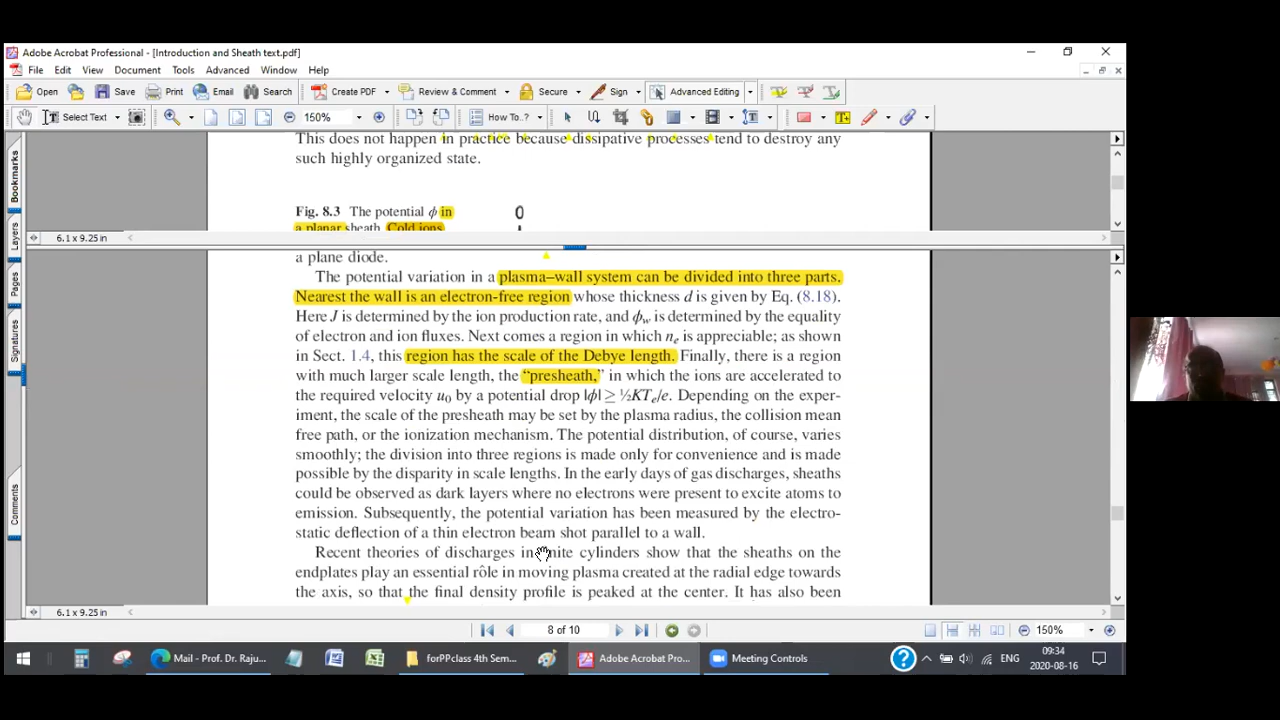 Adobe Acrobat Professional - [Introduction and Sheath text.pdf]
File Edit View Document Tools Advanced Window Help
Open Save Print Email Search Create PDF Review & Comment Secure Sign Advanced Editing
Select Text 150% How To..?
Bookmarks
Layers
Pages
Signatures
Comments
This does not happen in practice because dissipative processes tend to destroy any
such highly organized state.
Fig. 8.3 The potential ϕ in
a planar sheath. Cold ions
0
6.1 x 9.25 in
a plane diode.
The potential variation in a plasma–wall system can be divided into three parts.
Nearest the wall is an electron-free region whose thickness d is given by Eq. (8.18).
Here J is determined by the ion production rate, and ϕw is determined by the equality
of electron and ion fluxes. Next comes a region in which ne is appreciable; as shown
in Sect. 1.4, this region has the scale of the Debye length. Finally, there is a region
with much larger scale length, the “presheath,” in which the ions are accelerated to
the required velocity u0 by a potential drop |ϕ| ≥ ½KTe/e. Depending on the exper-
iment, the scale of the presheath may be set by the plasma radius, the collision mean
free path, or the ionization mechanism. The potential distribution, of course, varies
smoothly; the division into three regions is made only for convenience and is made
possible by the disparity in scale lengths. In the early days of gas discharges, sheaths
could be observed as dark layers where no electrons were present to excite atoms to
emission. Subsequently, the potential variation has been measured by the electro-
static deflection of a thin electron beam shot parallel to a wall.
Recent theories of discharges in finite cylinders show that the sheaths on the
endplates play an essential rôle in moving plasma created at the radial edge towards
the axis, so that the final density profile is peaked at the center. It has also been
6.1 x 9.25 in
8 of 10
150%
Mail - Prof. Dr. Raju...
forPPclass 4th Sem...
Adobe Acrobat Pro...
Meeting Controls
ENG
09:34
2020-08-16